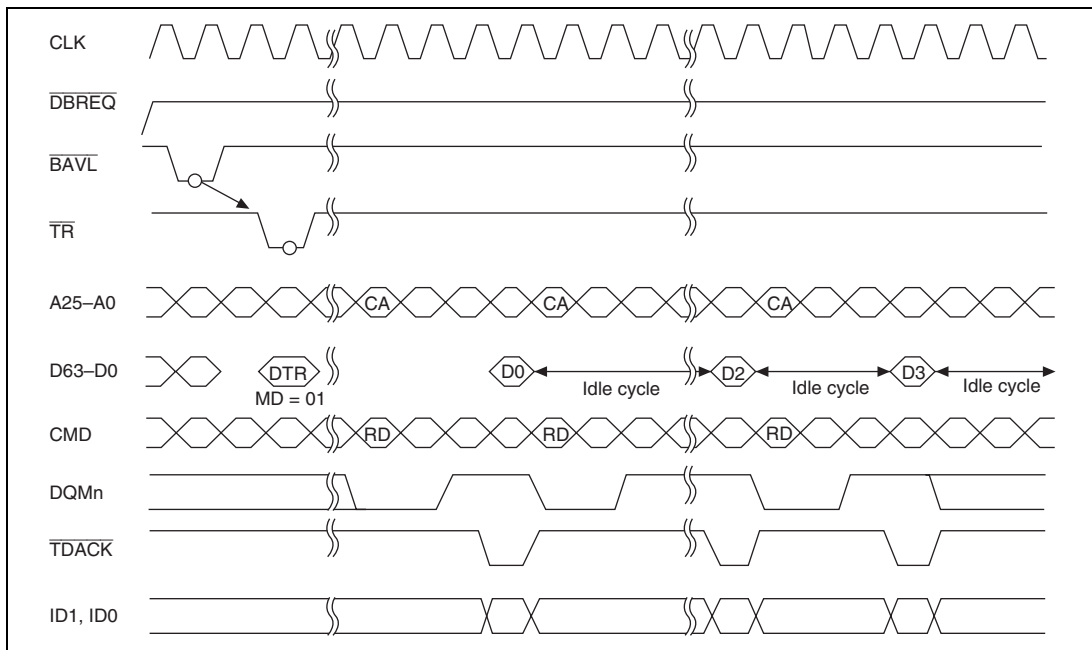 CLK
DBREQ
BAVL
TR
A25–A0 CA CA CA
D63–D0 DTR D0 D2 D3
MD = 01 Idle cycle Idle cycle Idle cycle
CMD RD RD RD
DQMn
TDACK
ID1, ID0